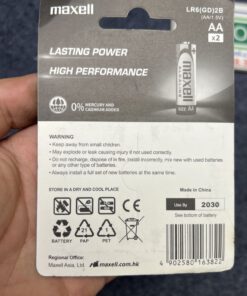 maxell
LR6(GD)2B
(AA/1.5V)
AA
x2
LASTING POWER
HIGH PERFORMANCE
maxell
SIZE AA
0% MERCURY AND CADMIUM ADDED
WARNING
• Keep away from small children.
• May explode or leak causing injury if not used correctly.
• Do not recharge, dispose of in fire, install incorrectly, mix new with used batteries or any other type of battery.
• Always install a full set of new batteries at the same time.
STORE IN A DRY AND COOL PLACE
Made in China
Use By 2030
See bottom of battery
BATTERY
PAP
PET
Regional Office:
Maxell Asia, Ltd. www.maxell.com.hk
4 902580 163822